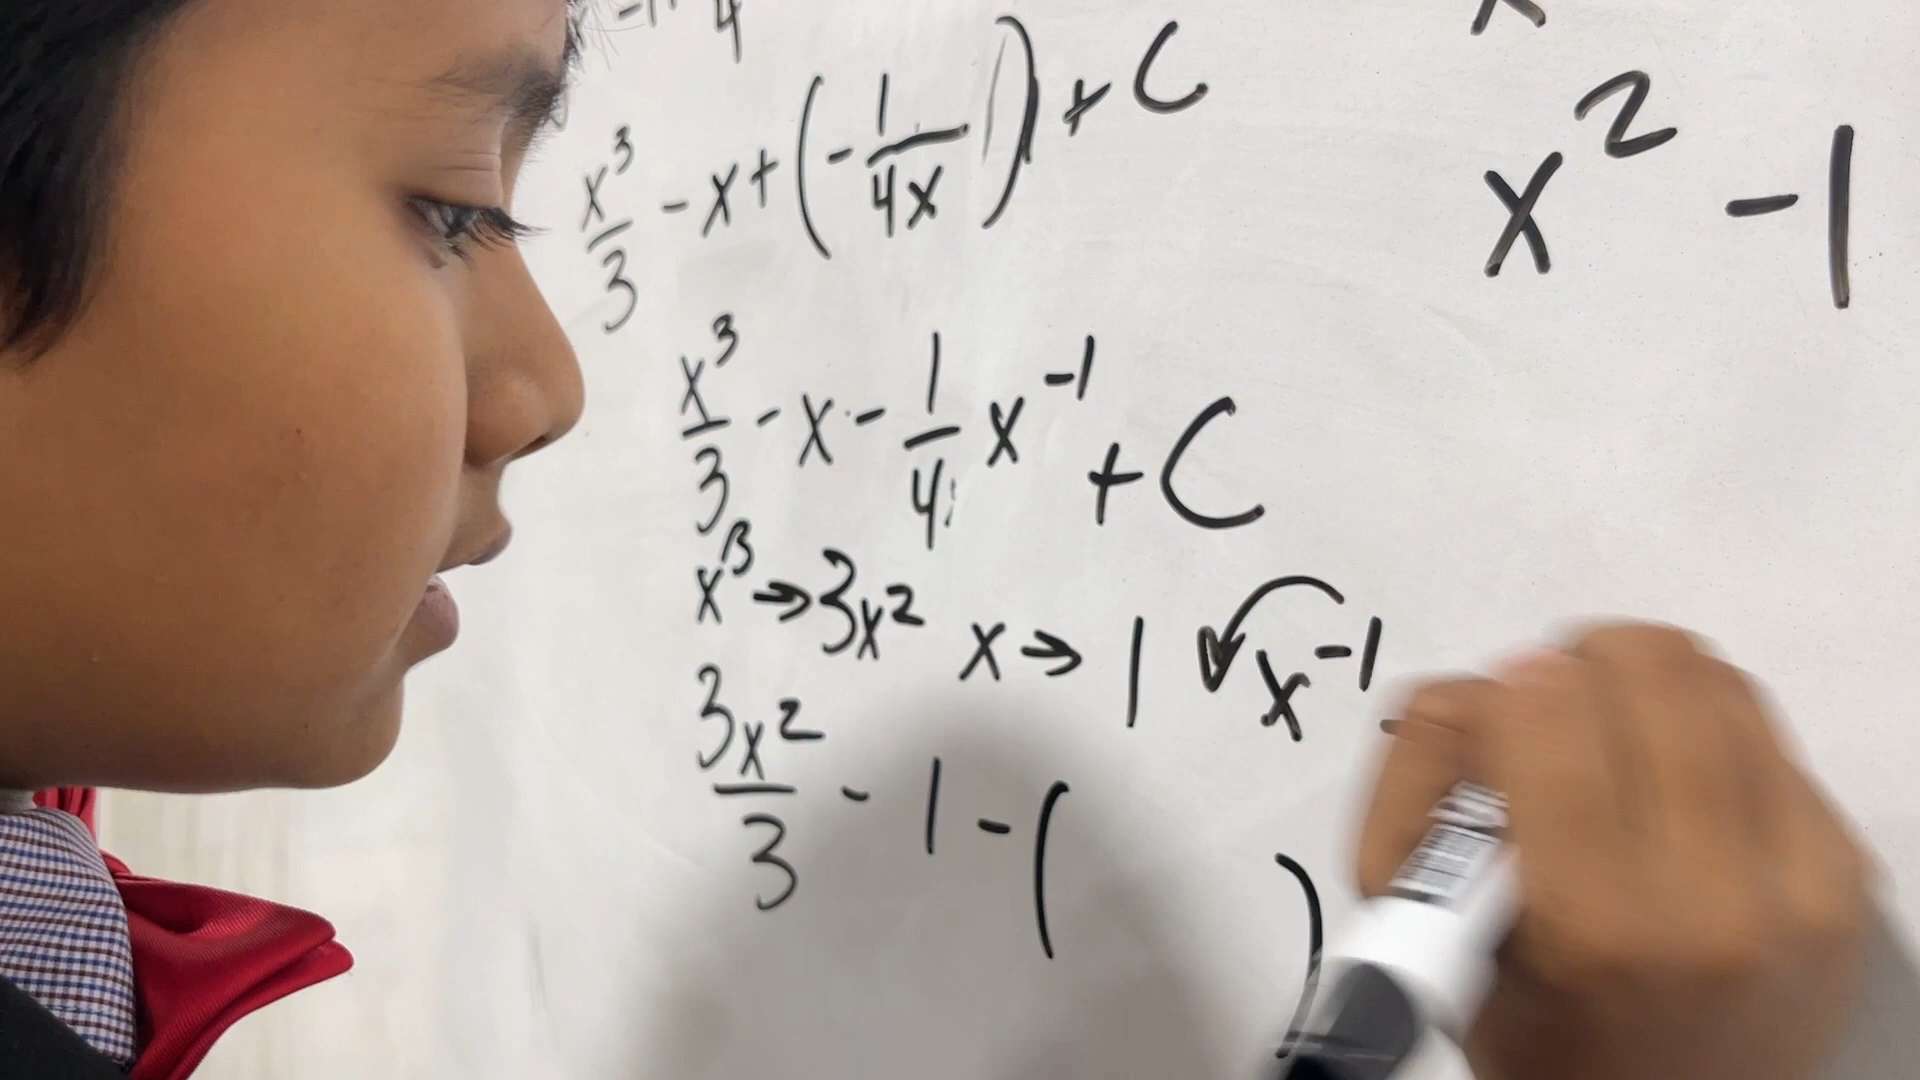 x³/3 - x + (- 1/4x) + C
x² - 1
x³/3 - x - 1/4 x⁻¹ + C
x³ → 3x² x → 1 x⁻¹
3x²/3 - 1 - ( )